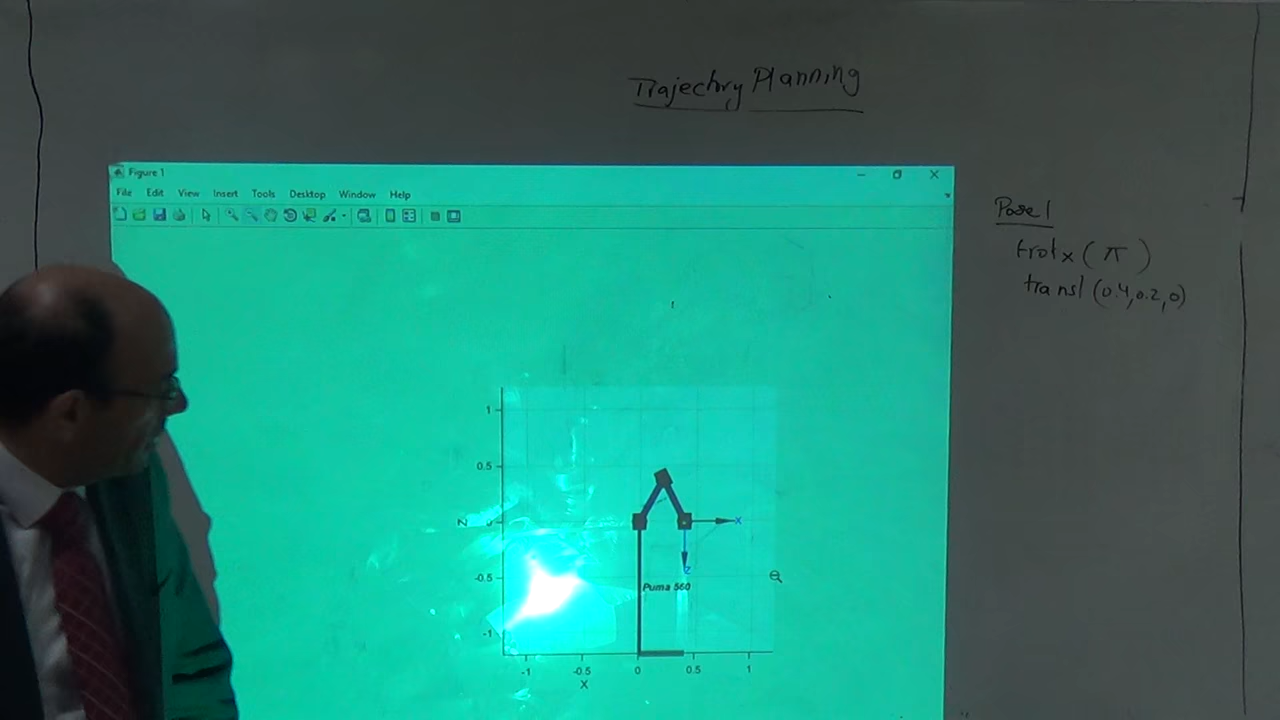 Trajectory Planning
Figure 1
File Edit View Insert Tools Desktop Window Help
Pose 1
trotx (π)
transl (0.4,0.2,0)
1
0.5
Z
X
Z
-0.5
Puma 560
-1
-1 -0.5 0 0.5 1
X